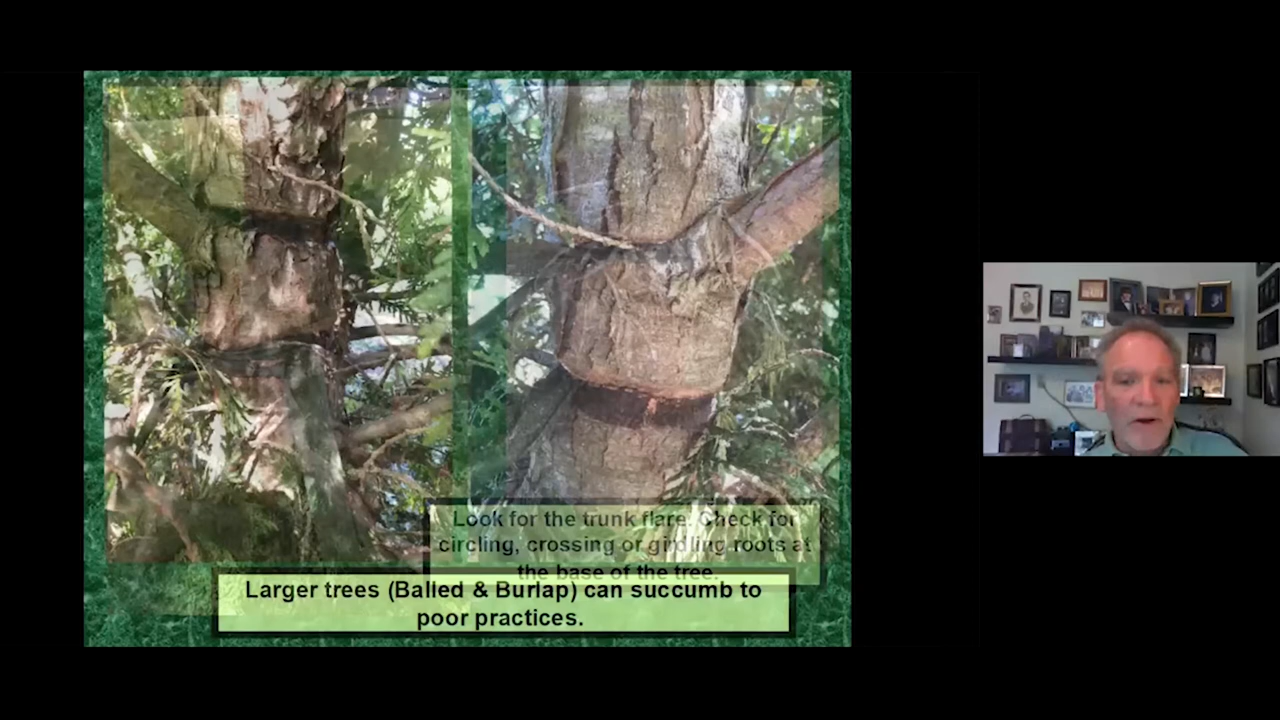 Look for the trunk flare. Check for
circling, crossing or girdling roots at
the base of the tree.
Larger trees (Balled & Burlap) can succumb to
poor practices.